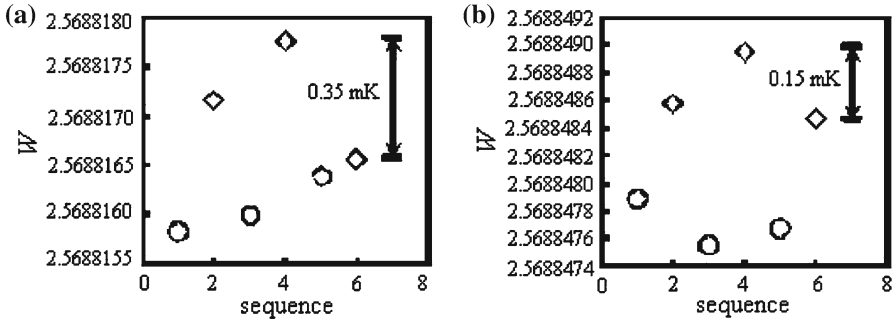 (a)
2.5688180
2.5688175
2.5688170
2.5688165
2.5688160
2.5688155
W
0.35 mK
0 2 4 6 8
sequence
(b)
2.5688492
2.5688490
2.5688488
2.5688486
2.5688484
2.5688482
2.5688480
2.5688478
2.5688476
2.5688474
W
0.15 mK
0 2 4 6 8
sequence